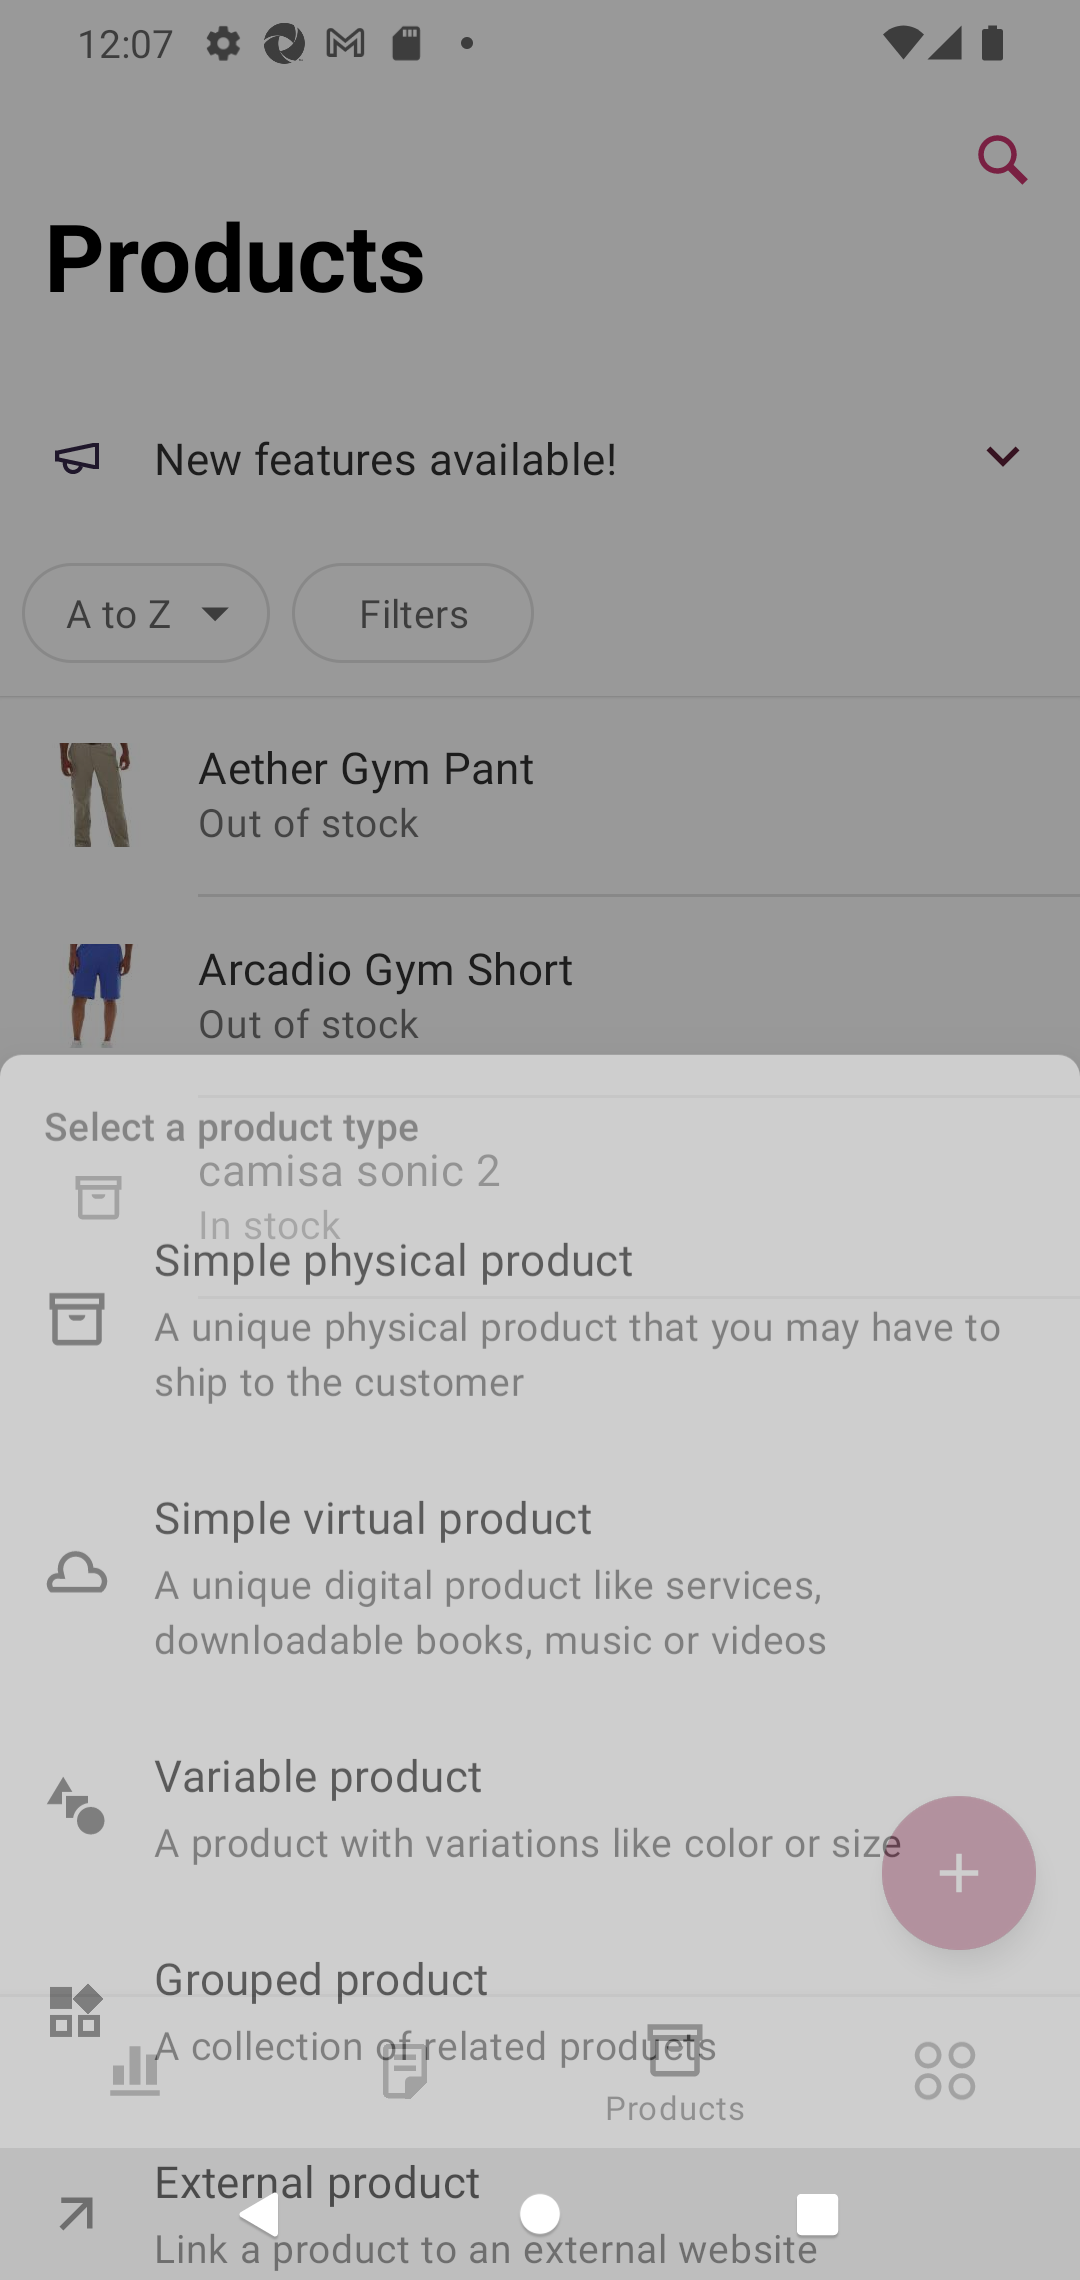 12:07
Products
New features available!
A to Z
Filters
Aether Gym Pant
Out of stock
Arcadio Gym Short
Out of stock
Select a product type
camisa sonic 2
In stock
Simple physical product
A unique physical product that you may have to
ship to the customer
Simple virtual product
A unique digital product like services,
downloadable books, music or videos
Variable product
A product with variations like color or size
Grouped product
A collection of related products
Products
External product
Link a product to an external website